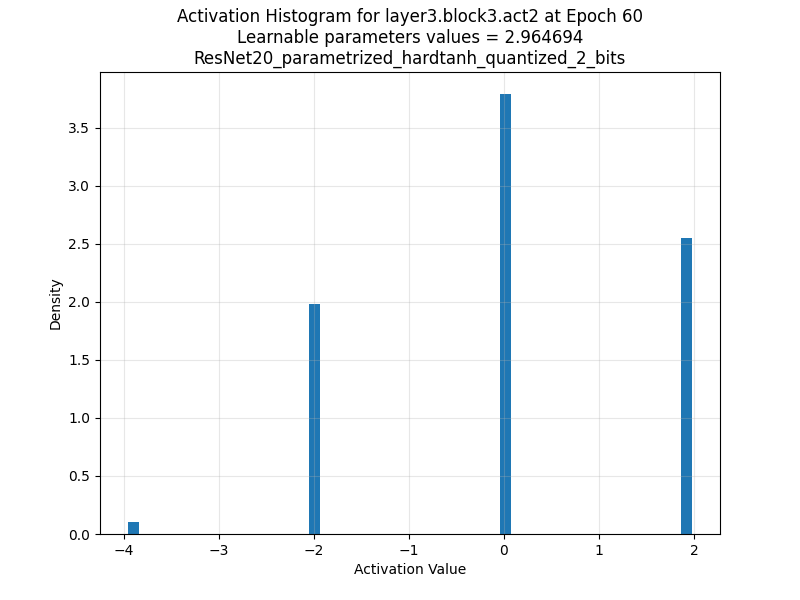 Activation Histogram for layer3.block3.act2 at Epoch 60
Learnable parameters values = 2.964694
ResNet20_parametrized_hardtanh_quantized_2_bits
3.5
3.0
2.5
2.0
1.5
1.0
0.5
0.0
Density
−4 −3 −2 −1 0 1 2
Activation Value